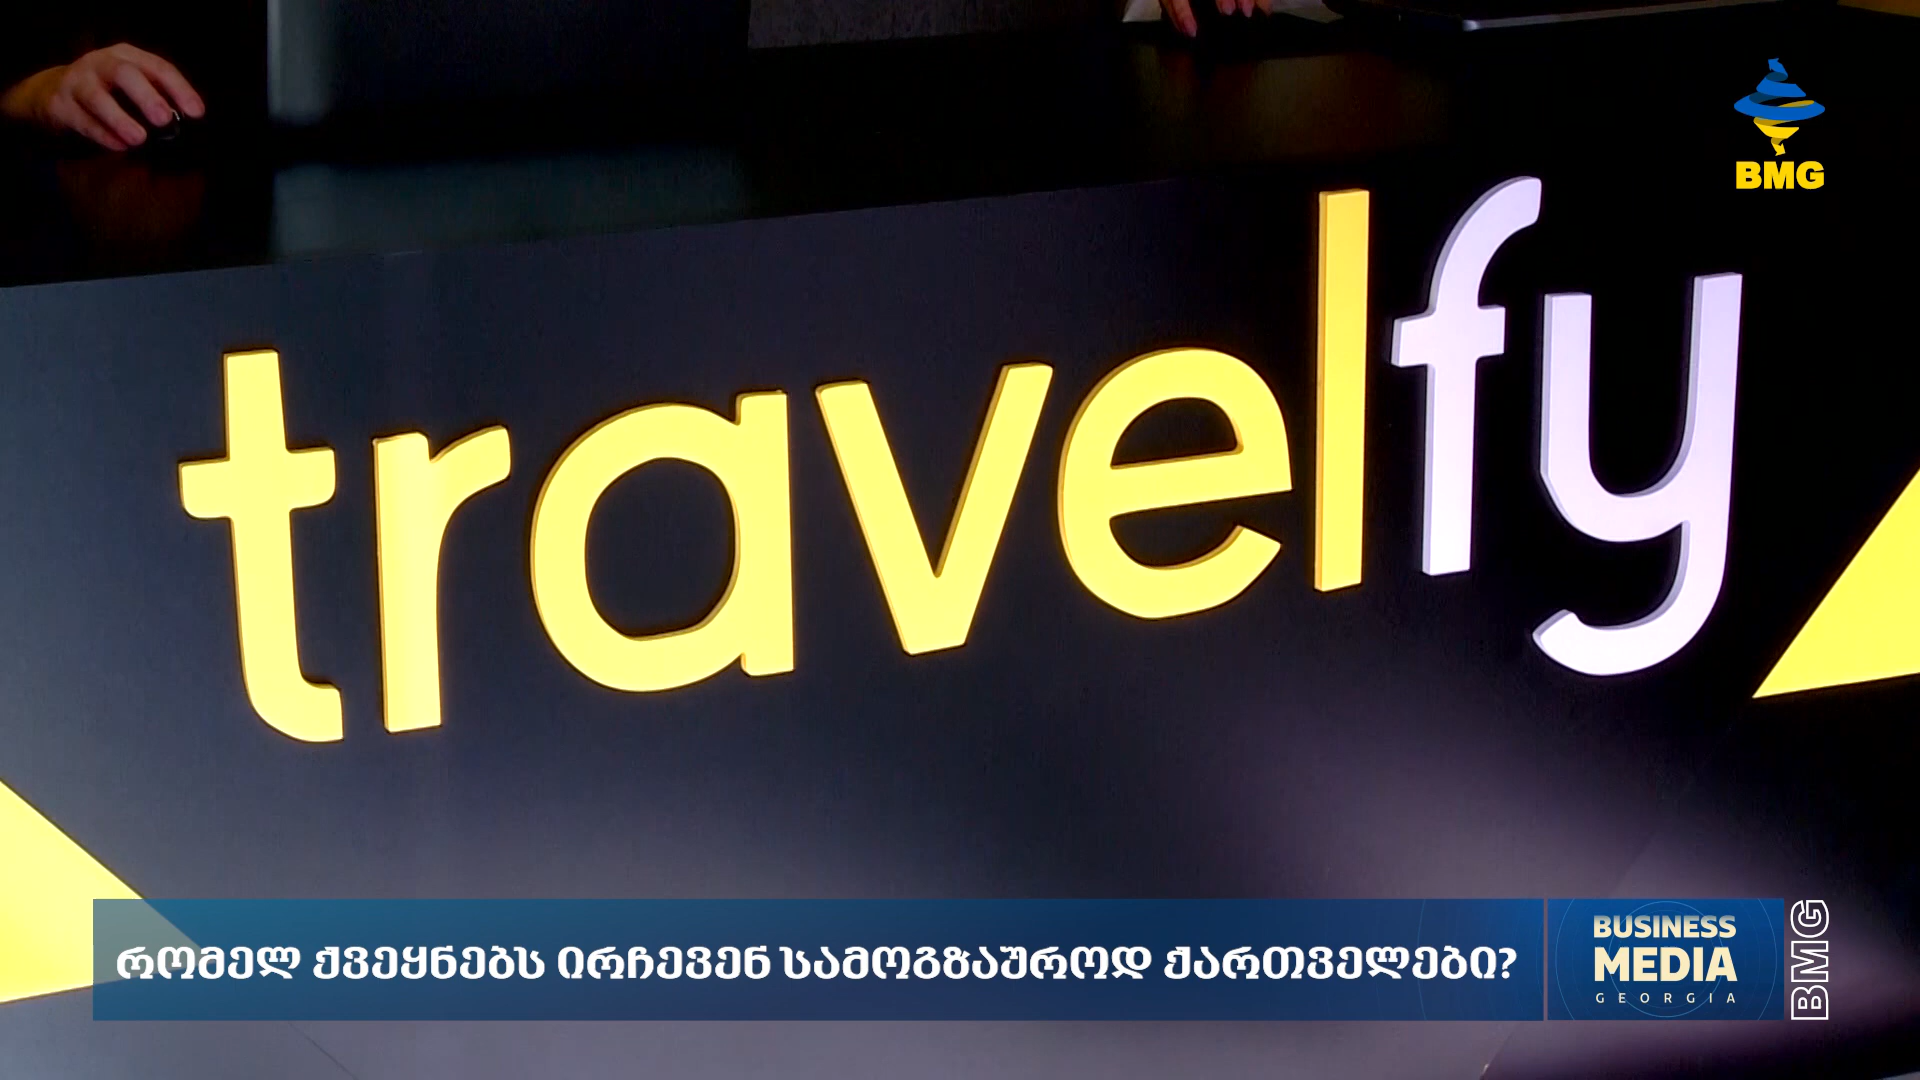 BMG
travelfy
რომელ ქვეყნებს ირჩევენ სამოგზაუროდ ქართველები?
BUSINESS
MEDIA
GEORGIA
BMG